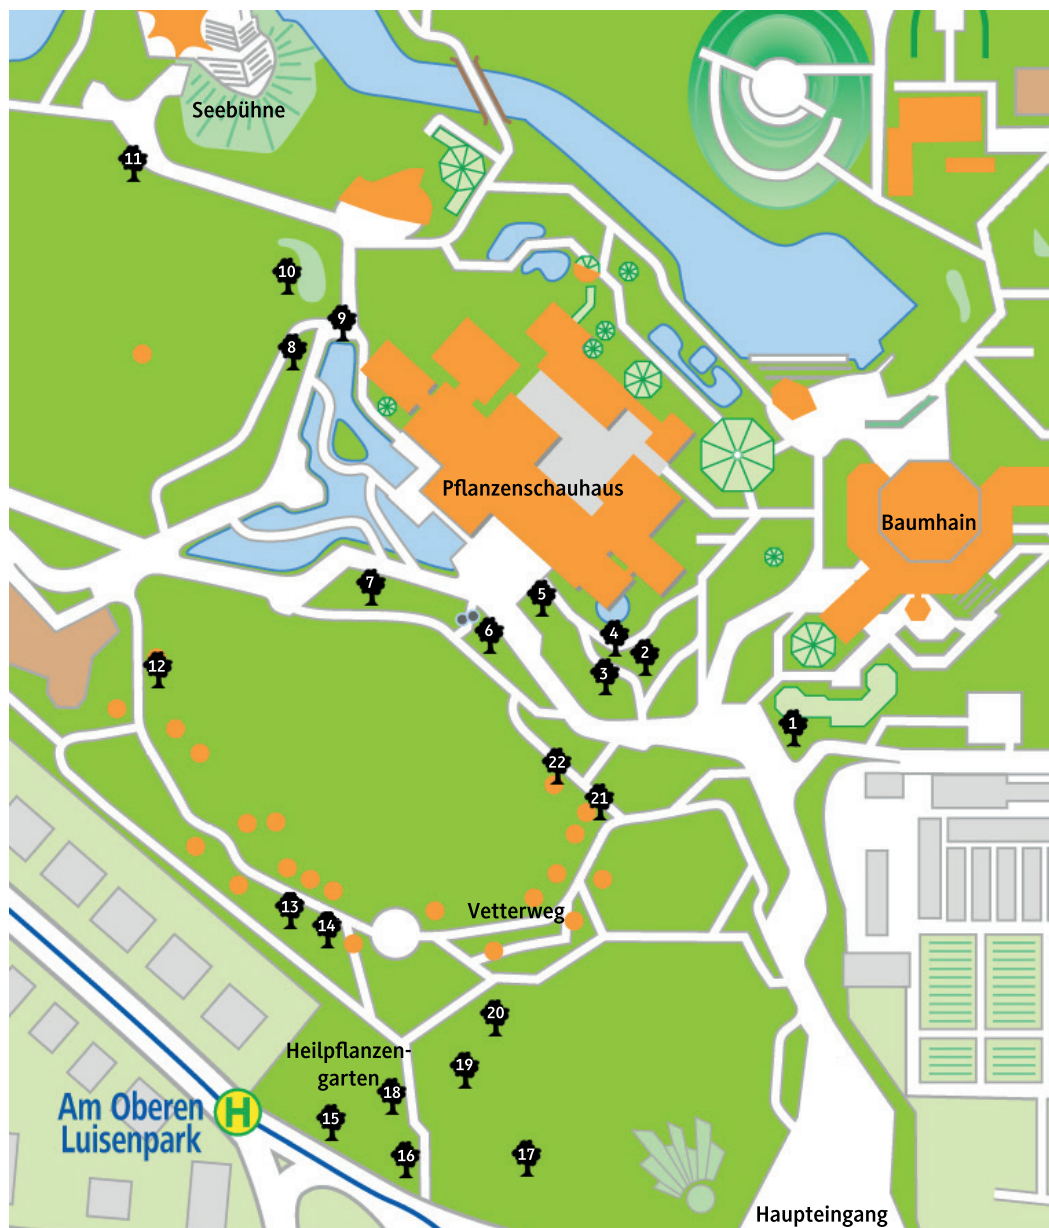 Seebühne
11
10
9
8
Pflanzenschauhaus
Baumhain
7
5
6
4
2
3
12
1
22
21
13
14
Vetterweg
20
Heilpflanzen-
garten
19
18
Am Oberen
Luisenpark
H
15
16
17
Haupteingang